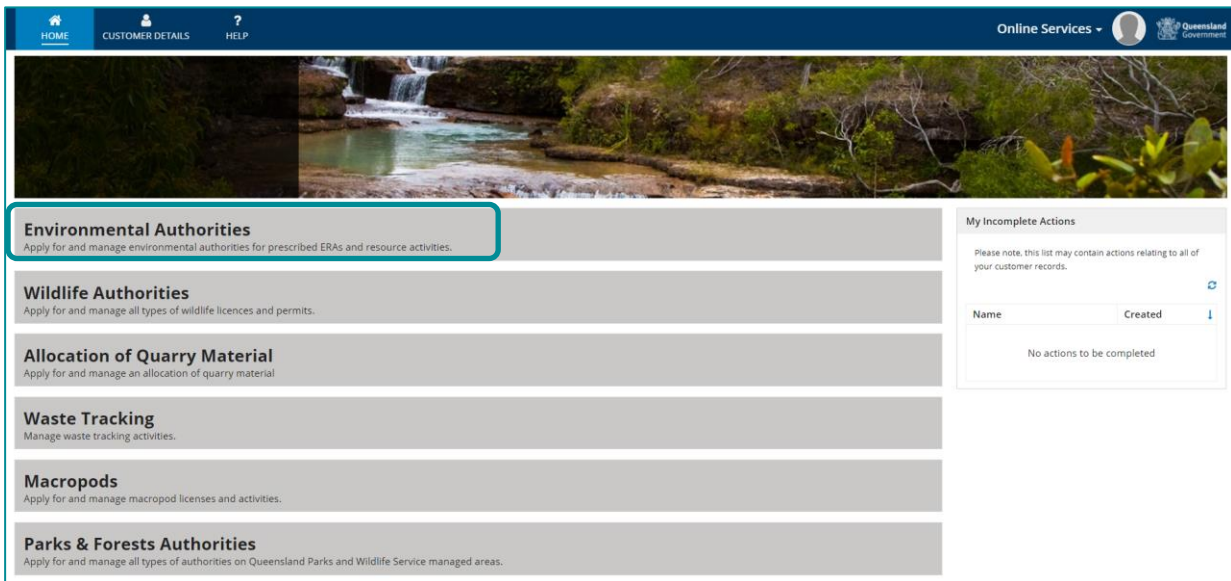 HOME
CUSTOMER DETAILS
?
HELP
Online Services
Queensland
Government
Environmental Authorities
Apply for and manage environmental authorities for prescribed ERAs and resource activities.
Wildlife Authorities
Apply for and manage all types of wildlife licences and permits.
Allocation of Quarry Material
Apply for and manage an allocation of quarry material
Waste Tracking
Manage waste tracking activities.
Macropods
Apply for and manage macropod licenses and activities.
Parks & Forests Authorities
Apply for and manage all types of authorities on Queensland Parks and Wildlife Service managed areas.
My Incomplete Actions
Please note, this list may contain actions relating to all of
your customer records.
Name Created
No actions to be completed